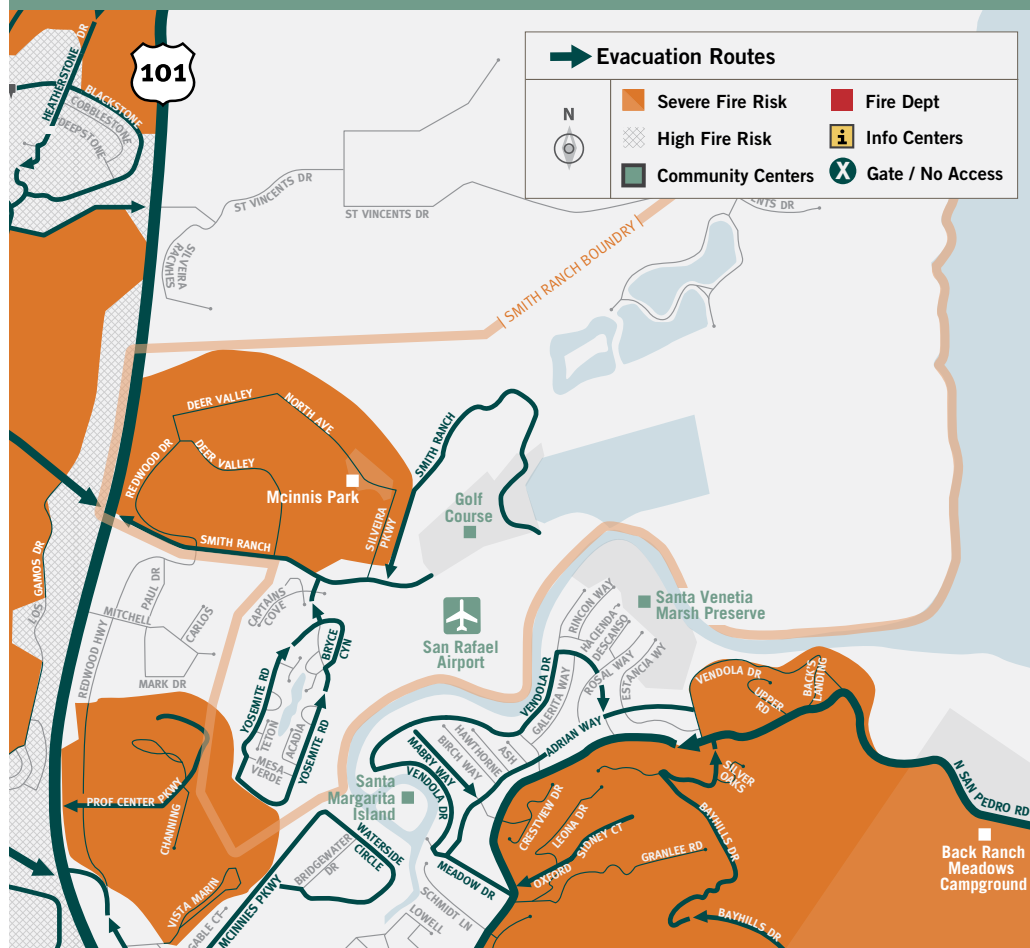 Evacuation Routes
N
Severe Fire Risk
High Fire Risk
Community Centers
Fire Dept
i
Info Centers
X
Gate / No Access
101
HEATHERSTONE DR
BLACKSTONE
COBBLESTONE
DEEPSTONE
ST VINCENTS DR
ST VINCENTS DR
CENTS DR
SILVEIRA
RACNHES
SMITH RANCH BOUNDRY
DEER VALLEY
NORTH AVE
REDWOOD DR
DEER VALLEY
Mcinnis Park
SMITH RANCH
SILVEIRA
PKWY
SMITH RANCH
Golf
Course
LOS GAMOS DR
REDWOOD HWY
MITCHELL
PAUL DR
CARLOS
MARK DR
CAPTAINS
COVE
BRYCE
CYN
YOSEMITE RD
TETON
ACADIA
MESA
VERDE
YOSEMITE RD
San Rafael
Airport
Santa Venetia
Marsh Preserve
RINCON WAY
HACIENDA
DESCANSO
ROSAL WAY
ESTANCIA WY
GALERITA WAY
VENDOLA DR
VENDOLA DR
UPPER
RD
BACK'S
LANDING
ADRIAN WAY
HAWTHORNE
BIRCH WAY
ASH
MABRY WAY
VENDOLA DR
Santa
Margarita
Island
PROF CENTER PKWY
CHANNING
VISTA MARIN
GABLE CT
MCINNIES PKWY
BRIDGEWATER
DR
WATERSIDE
CIRCLE
MEADOW DR
SCHMIDT LN
LOWELL
CRESTVIEW DR
LEONA DR
SIDNEY CT
OXFORD
GRANLEE RD
SILVER
OAKS
BAYHILLS DR
BAYHILLS DR
N SAN PEDRO RD
Back Ranch
Meadows
Campground